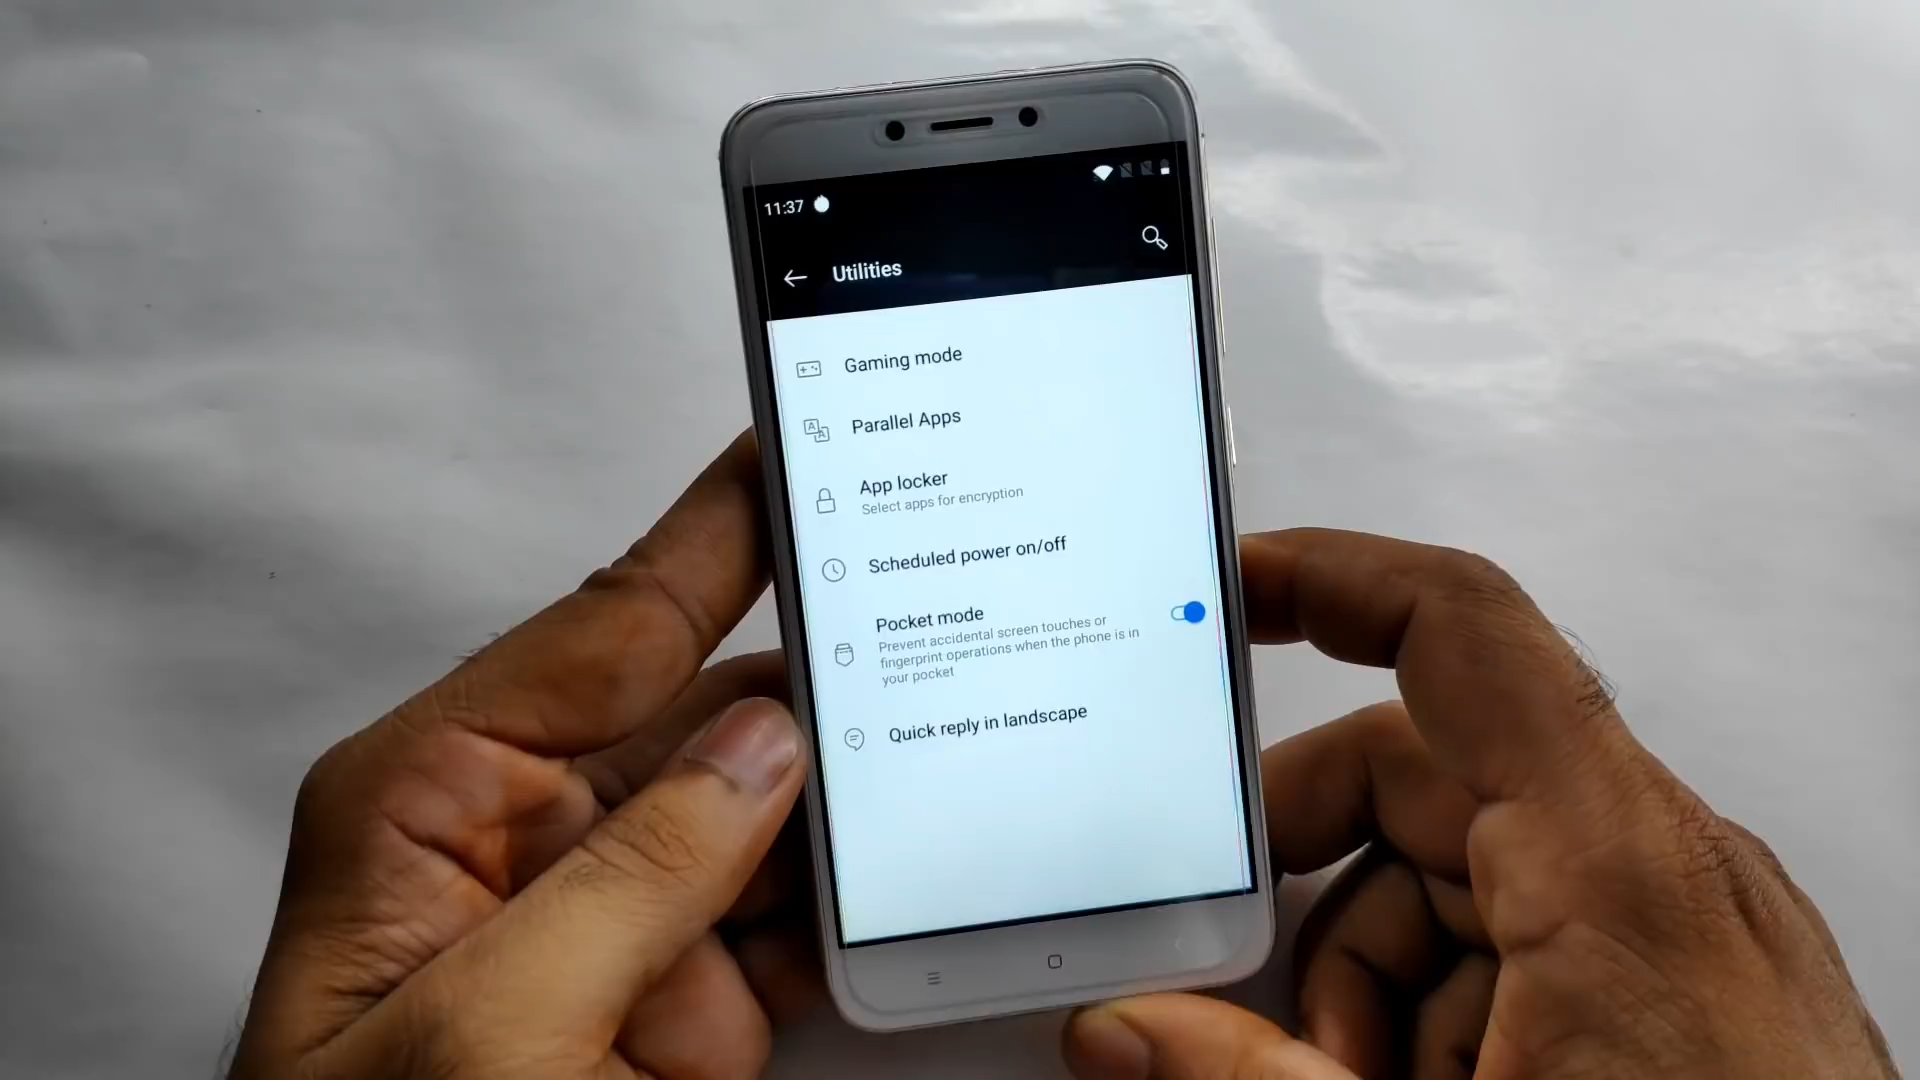 11:37
Utilities
Gaming mode
Parallel Apps
App locker
Select apps for encryption
Scheduled power on/off
Pocket mode
Prevent accidental screen touches or
fingerprint operations when the phone is in
your pocket
Quick reply in landscape